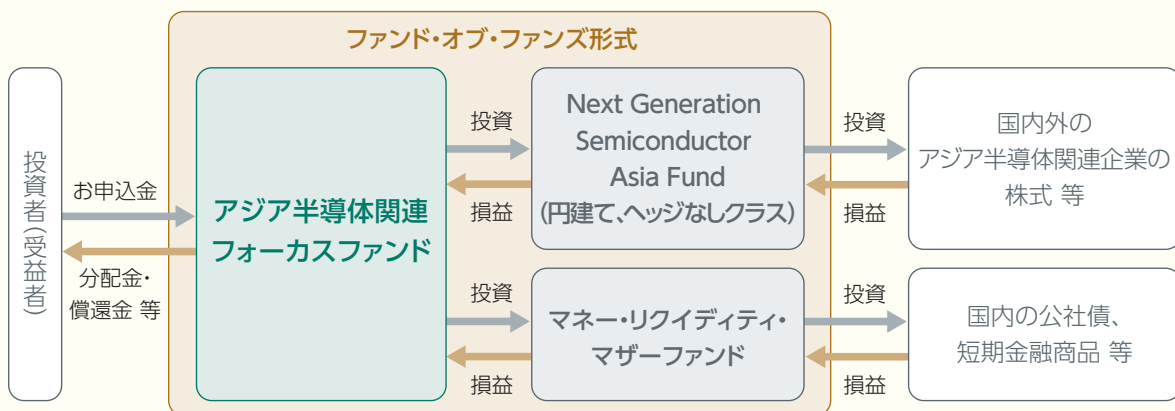 ファンド・オブ・ファンズ形式
投資者(受益者)
お申込金
分配金・
償還金 等
アジア半導体関連
フォーカスファンド
投資
損益
Next Generation
Semiconductor
Asia Fund
(円建て、ヘッジなしクラス)
投資
損益
国内外の
アジア半導体関連企業の
株式 等
投資
損益
マネー・リクイディティ・
マザーファンド
投資
損益
国内の公社債、
短期金融商品 等